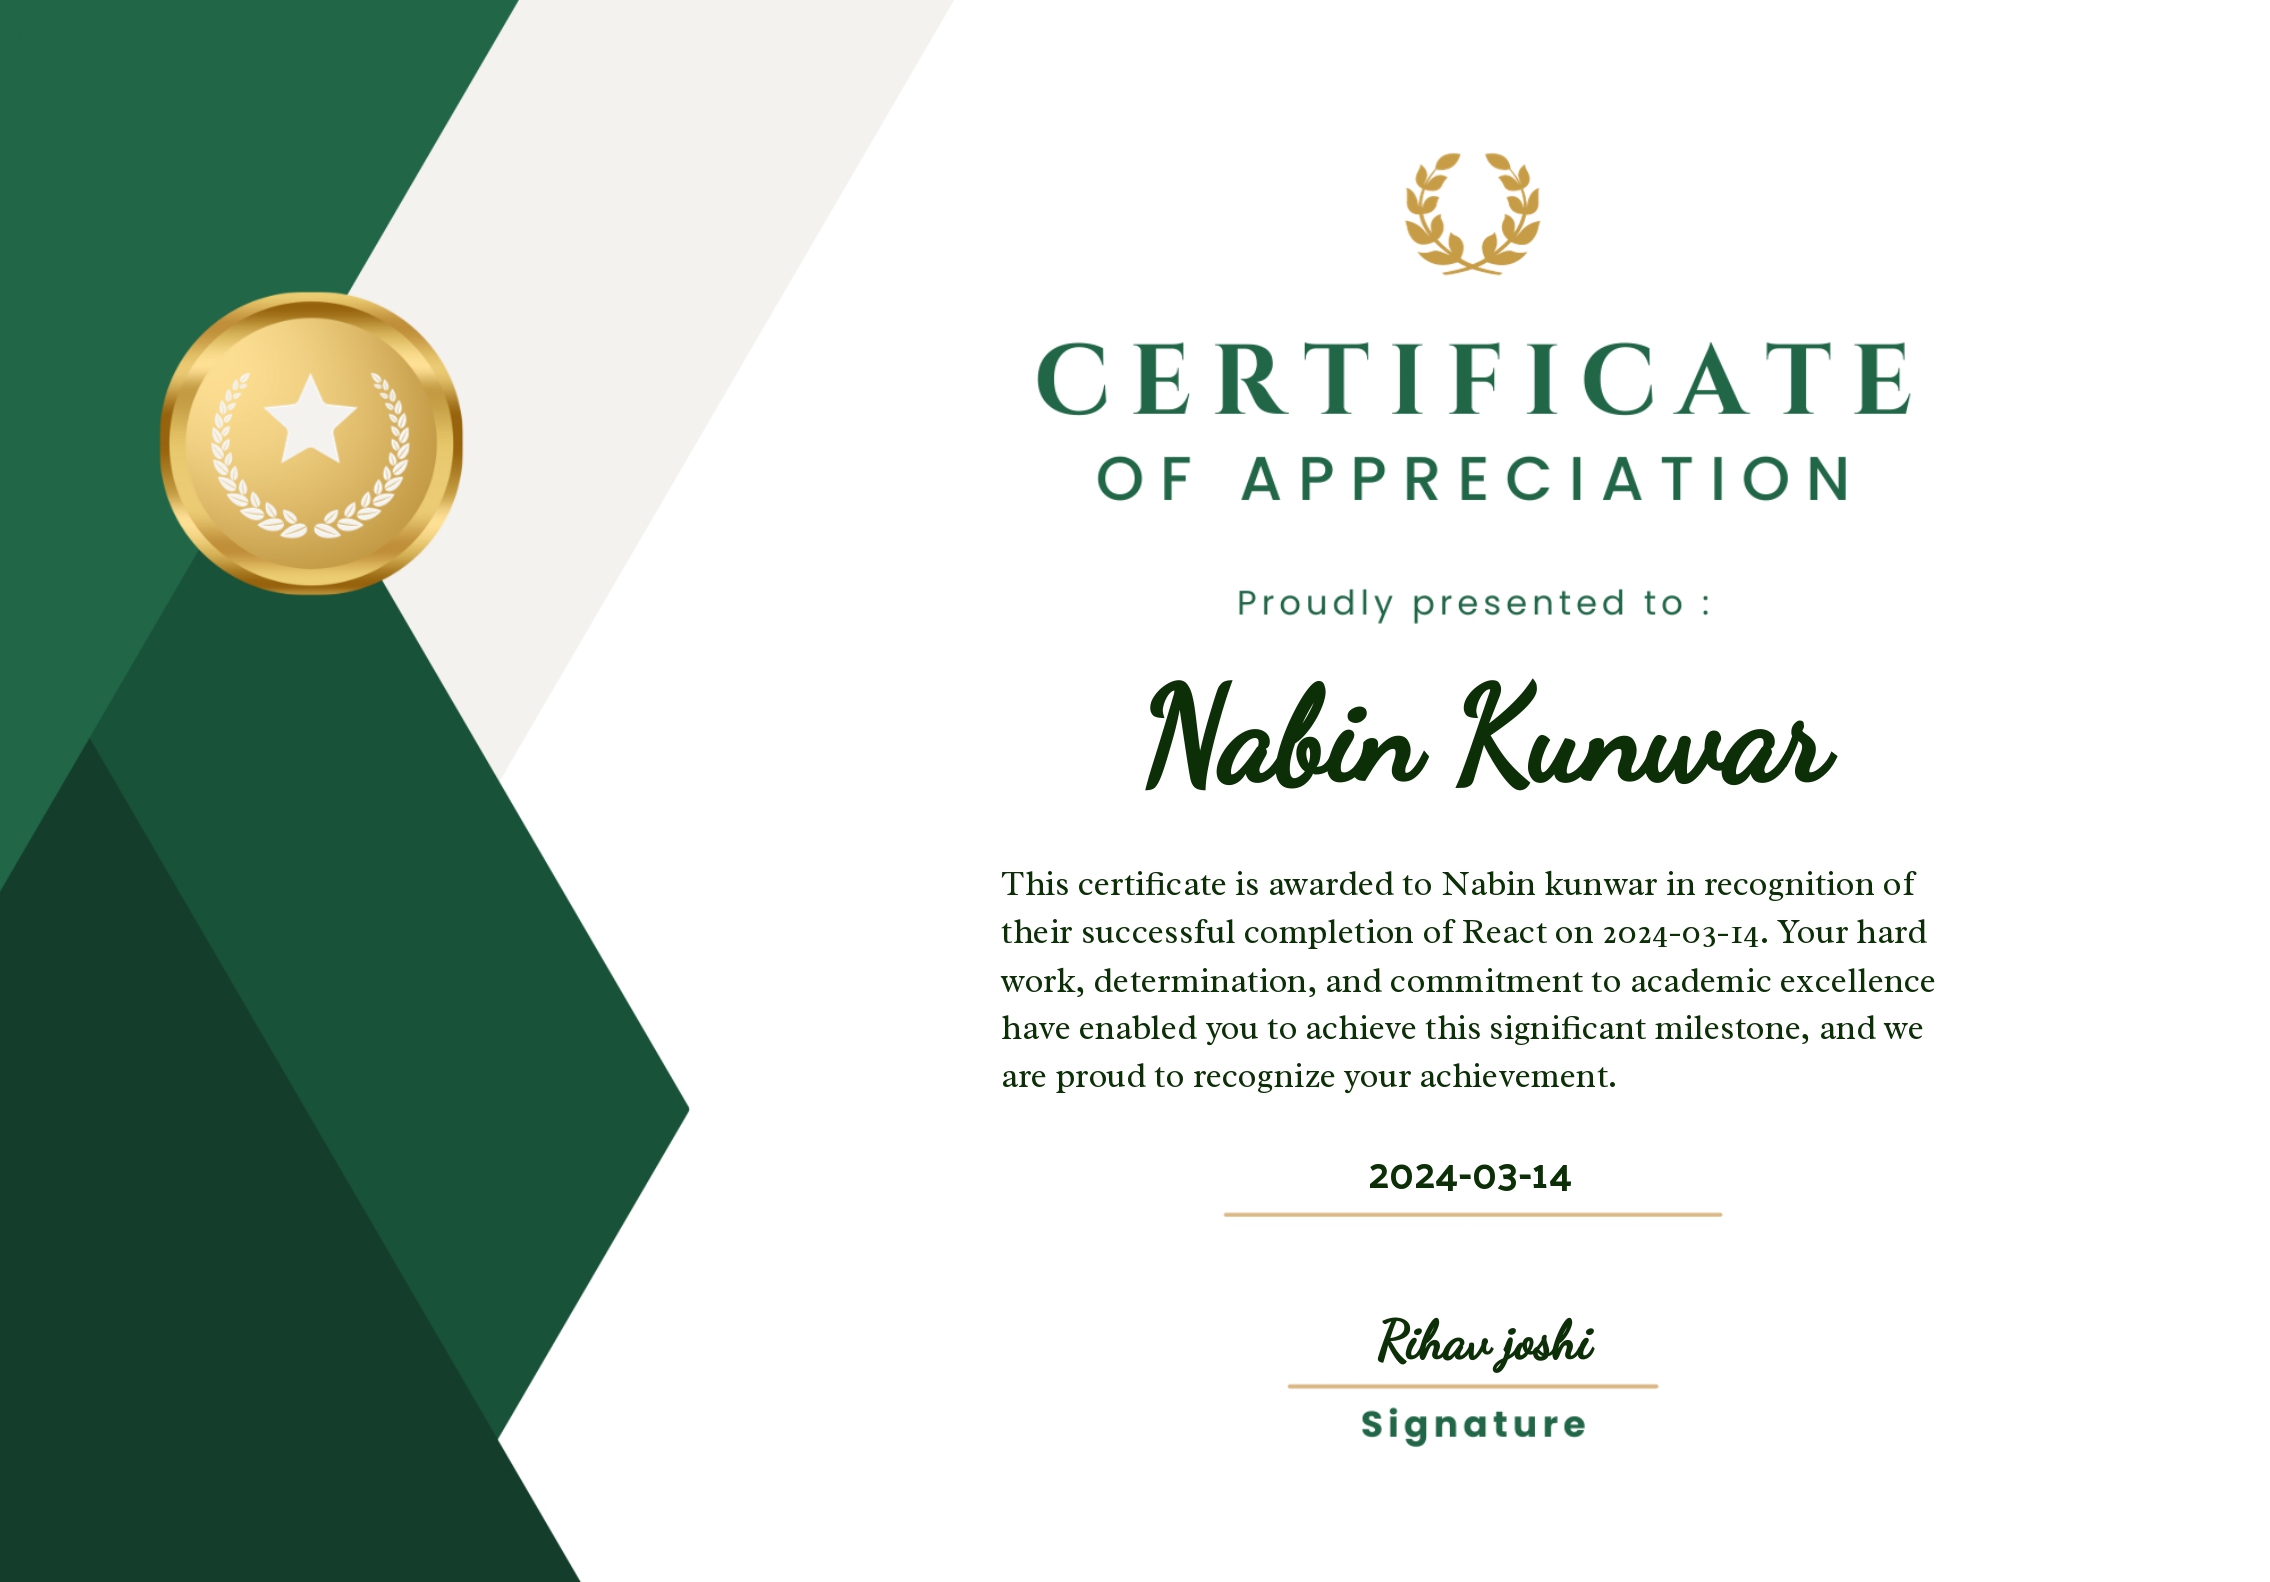 CERTIFICATE
OF APPRECIATION
Proudly presented to :
Nabin Kunwar
This certificate is awarded to Nabin kunwar in recognition of
their successful completion of React on 2024-03-14. Your hard
work, determination, and commitment to academic excellence
have enabled you to achieve this significant milestone, and we
are proud to recognize your achievement.
2024-03-14
Rihav joshi
Signature